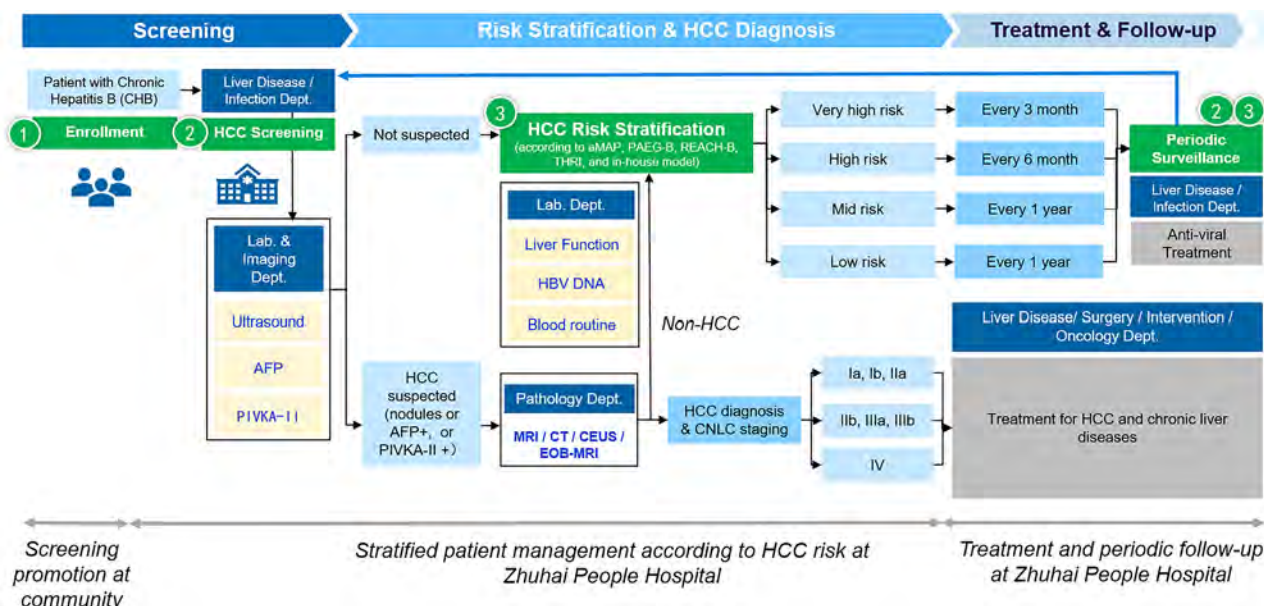 Screening
Risk Stratification & HCC Diagnosis
Treatment & Follow-up
Patient with Chronic
Hepatitis B (CHB)
Liver Disease /
Infection Dept.
1
Enrollment
2
HCC Screening
Lab. &
Imaging
Dept.
Ultrasound
AFP
PIVKA-II
Not suspected
HCC
suspected
(nodules or
AFP+, or
PIVKA-II +)
3
HCC Risk Stratification
(according to aMAP, PAEG-B, REACH-B,
THRI, and in-house model)
Lab. Dept.
Liver Function
HBV DNA
Blood routine
Non-HCC
Pathology Dept.
MRI / CT / CEUS /
EOB-MRI
HCC diagnosis
& CNLC staging
Very high risk
High risk
Mid risk
Low risk
Every 3 month
Every 6 month
Every 1 year
Every 1 year
Ia, Ib, IIa
IIb, IIIa, IIIb
IV
2 3
Periodic
Surveillance
Liver Disease /
Infection Dept.
Anti-viral
Treatment
Liver Disease/ Surgery / Intervention /
Oncology Dept.
Treatment for HCC and chronic liver
diseases
Screening
promotion at
community
Stratified patient management according to HCC risk at
Zhuhai People Hospital
Treatment and periodic follow-up
at Zhuhai People Hospital